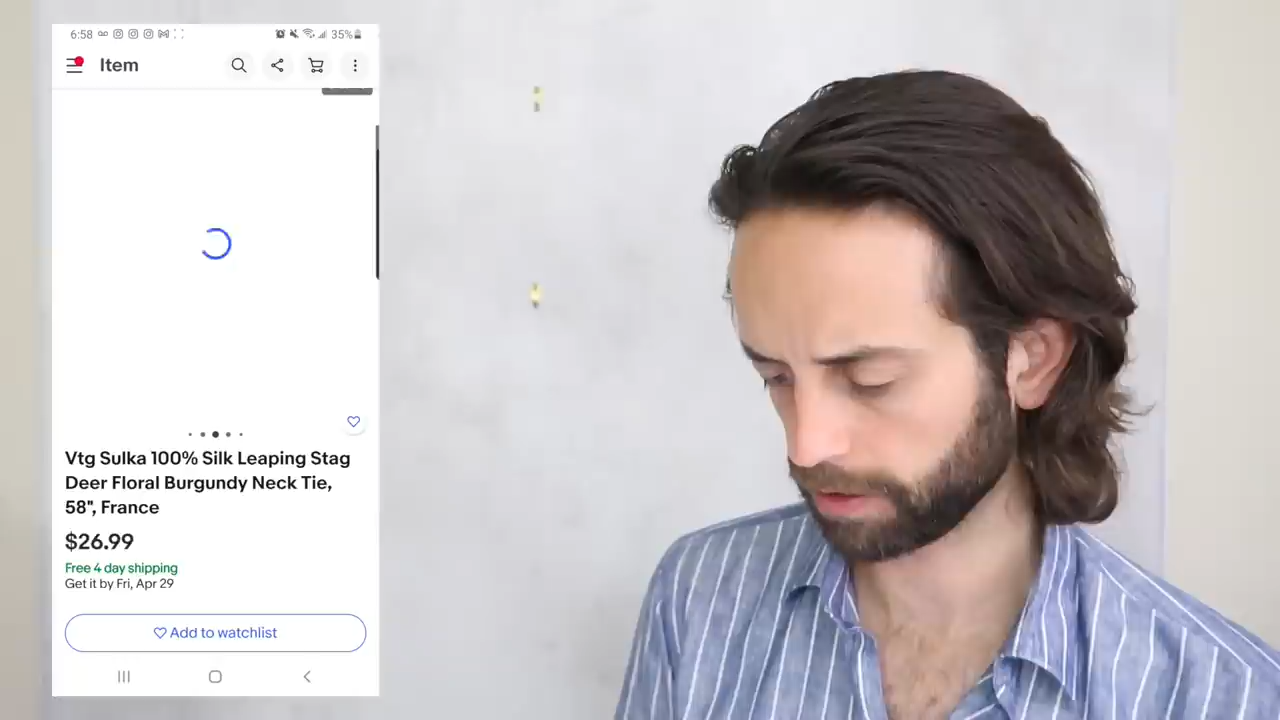 6:58
35%
Item
Vtg Sulka 100% Silk Leaping Stag
Deer Floral Burgundy Neck Tie,
58", France
$26.99
Free 4 day shipping
Get it by Fri, Apr 29
Add to watchlist